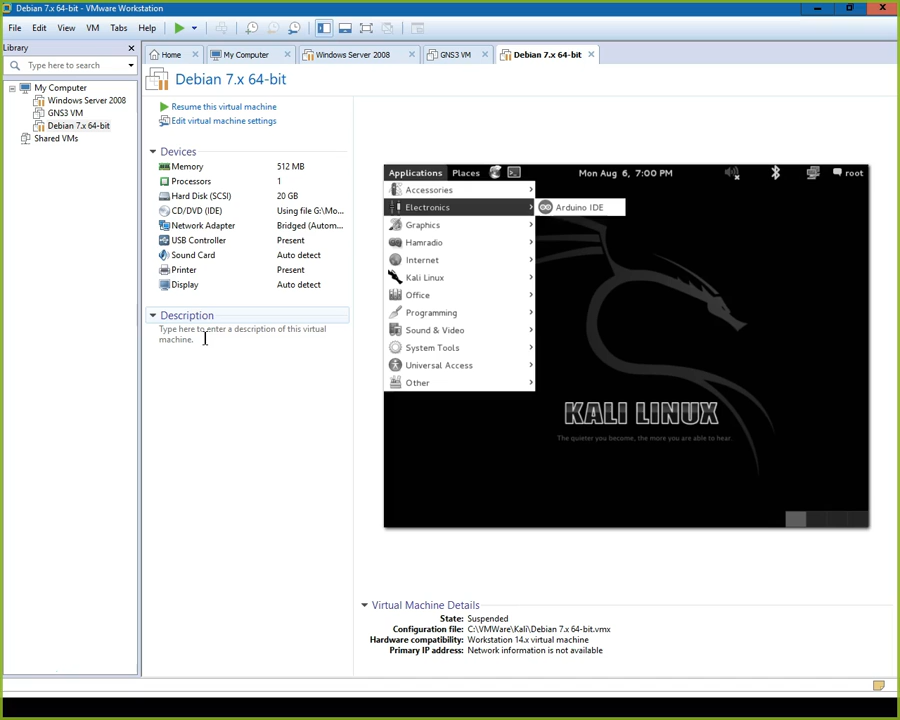 Debian 7.x 64-bit - VMware Workstation
File Edit View VM Tabs Help
Library
Type here to search
My Computer
Windows Server 2008
GNS3 VM
Debian 7.x 64-bit
Shared VMs
Home My Computer Windows Server 2008 GNS3 VM Debian 7.x 64-bit
Debian 7.x 64-bit
Resume this virtual machine
Edit virtual machine settings
Devices
Memory 512 MB
Processors 1
Hard Disk (SCSI) 20 GB
CD/DVD (IDE) Using file G:\Mo...
Network Adapter Bridged (Autom...
USB Controller Present
Sound Card Auto detect
Printer Present
Display Auto detect
Description
Type here to enter a description of this virtual
machine.
Applications Places Mon Aug 6, 7:00 PM root
Accessories
Electronics Arduino IDE
Graphics
Hamradio
Internet
Kali Linux
Office
Programming
Sound & Video
System Tools
Universal Access
Other
KALI LINUX
The quieter you become, the more you are able to hear.
Virtual Machine Details
State: Suspended
Configuration file: C:\VMWare\Kali\Debian 7.x 64-bit.vmx
Hardware compatibility: Workstation 14.x virtual machine
Primary IP address: Network information is not available